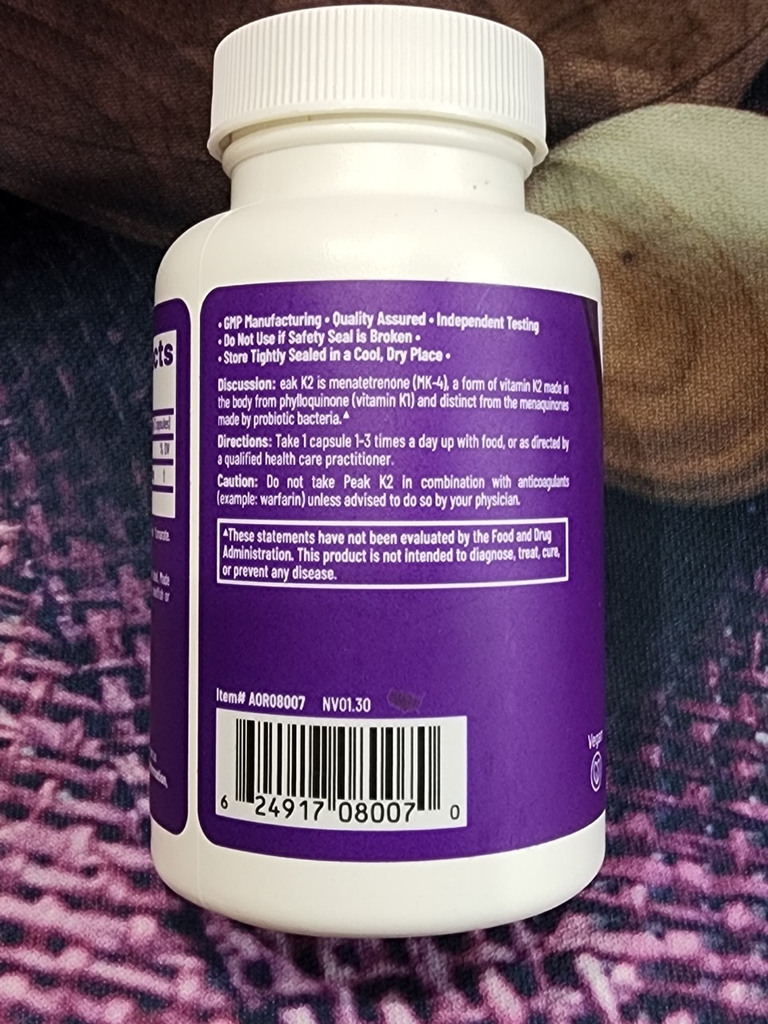 • GMP Manufacturing • Quality Assured • Independent Testing
• Do Not Use if Safety Seal is Broken •
• Store Tightly Sealed in a Cool, Dry Place •
Discussion: eak K2 is menatetrenone (MK-4), a form of vitamin K2 made in
the body from phylloquinone (vitamin K1) and distinct from the menaquinones
made by probiotic bacteria.▲
Directions: Take 1 capsule 1-3 times a day up with food, or as directed by
a qualified health care practitioner.
Caution: Do not take Peak K2 in combination with anticoagulants
(example: warfarin) unless advised to do so by your physician.
▲These statements have not been evaluated by the Food and Drug
Administration. This product is not intended to diagnose, treat, cure,
or prevent any disease.
Item# AOR08007 NV01.30
6 24917 08007 0
cts
% DV
†
Vegan